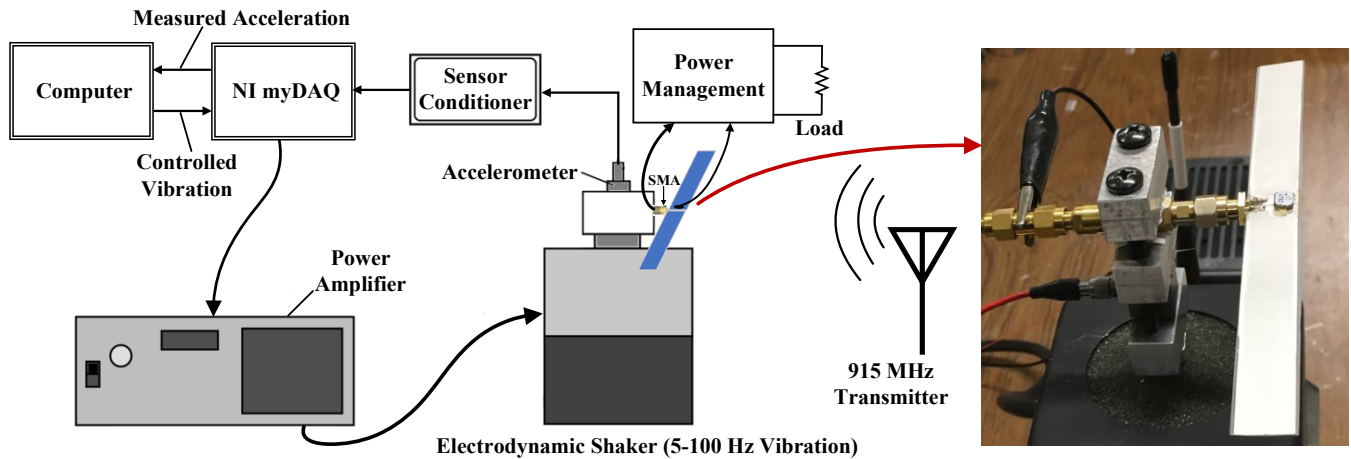 Measured Acceleration
Computer
NI myDAQ
Sensor
Conditioner
Power
Management
Load
Controlled
Vibration
Accelerometer
SMA
Power
Amplifier
915 MHz
Transmitter
Electrodynamic Shaker (5-100 Hz Vibration)